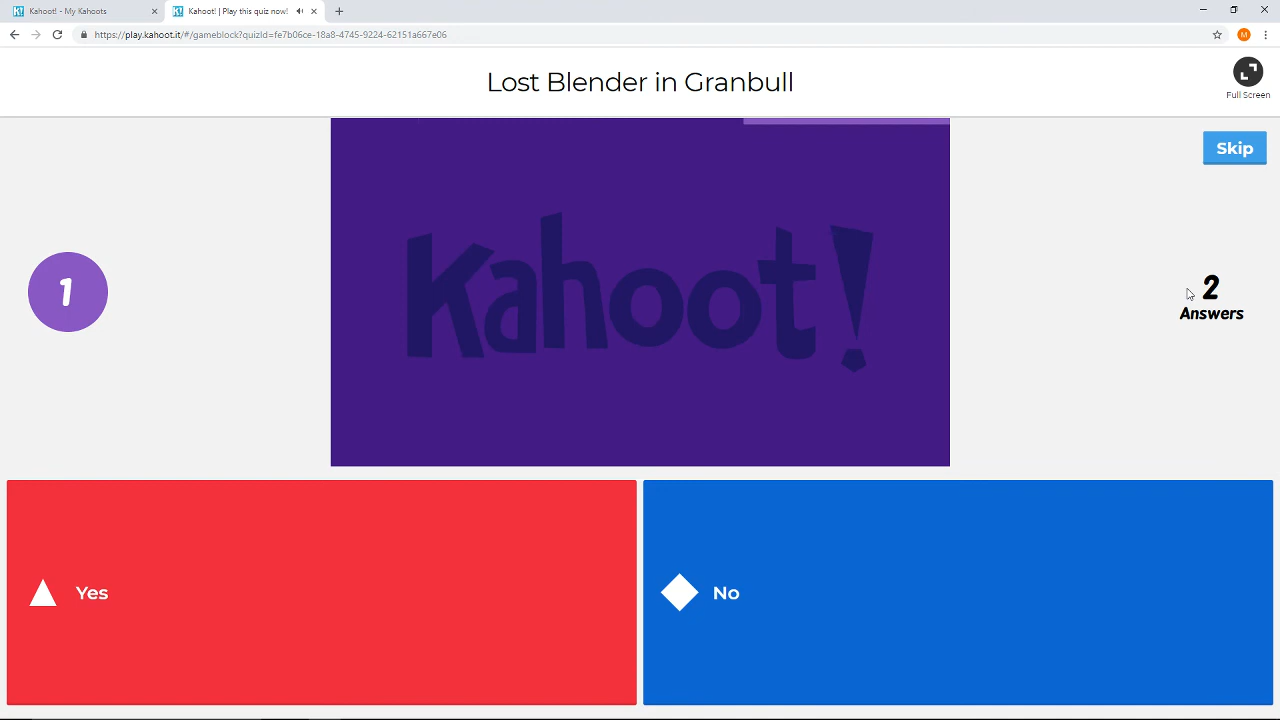 Kahoot! - My Kahoots
Kahoot! | Play this quiz now!
https://play.kahoot.it/#/gameblock?quizId=fe7b06ce-18a8-4745-9224-62151a667e06
M
Lost Blender in Granbull
Full Screen
Skip
Kahoot!
1
2
Answers
Yes
No